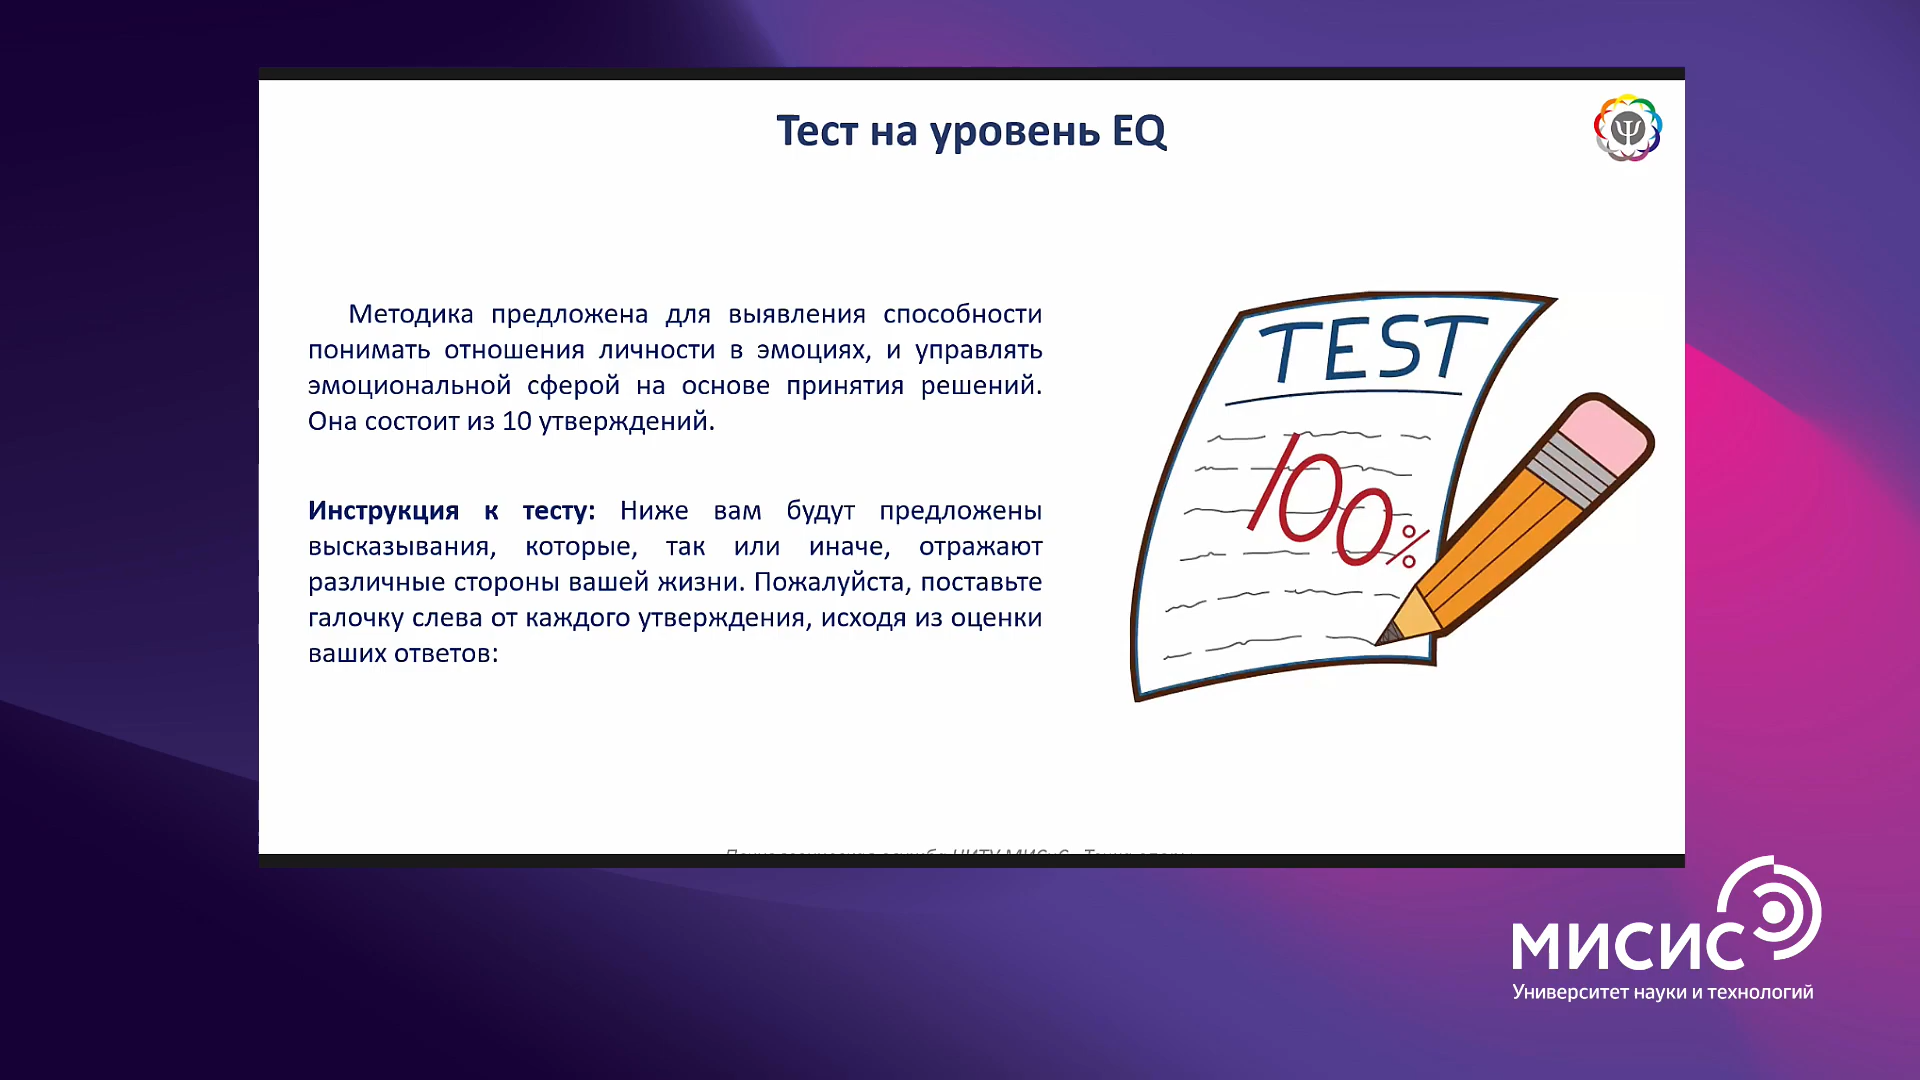 Тест на уровень EQ
Методика предложена для выявления способности
понимать отношения личности в эмоциях, и управлять
эмоциональной сферой на основе принятия решений.
Она состоит из 10 утверждений.
Инструкция к тесту: Ниже вам будут предложены
высказывания, которые, так или иначе, отражают
различные стороны вашей жизни. Пожалуйста, поставьте
галочку слева от каждого утверждения, исходя из оценки
ваших ответов:
TEST
100%
Ψ
МИСИС
Университет науки и технологий